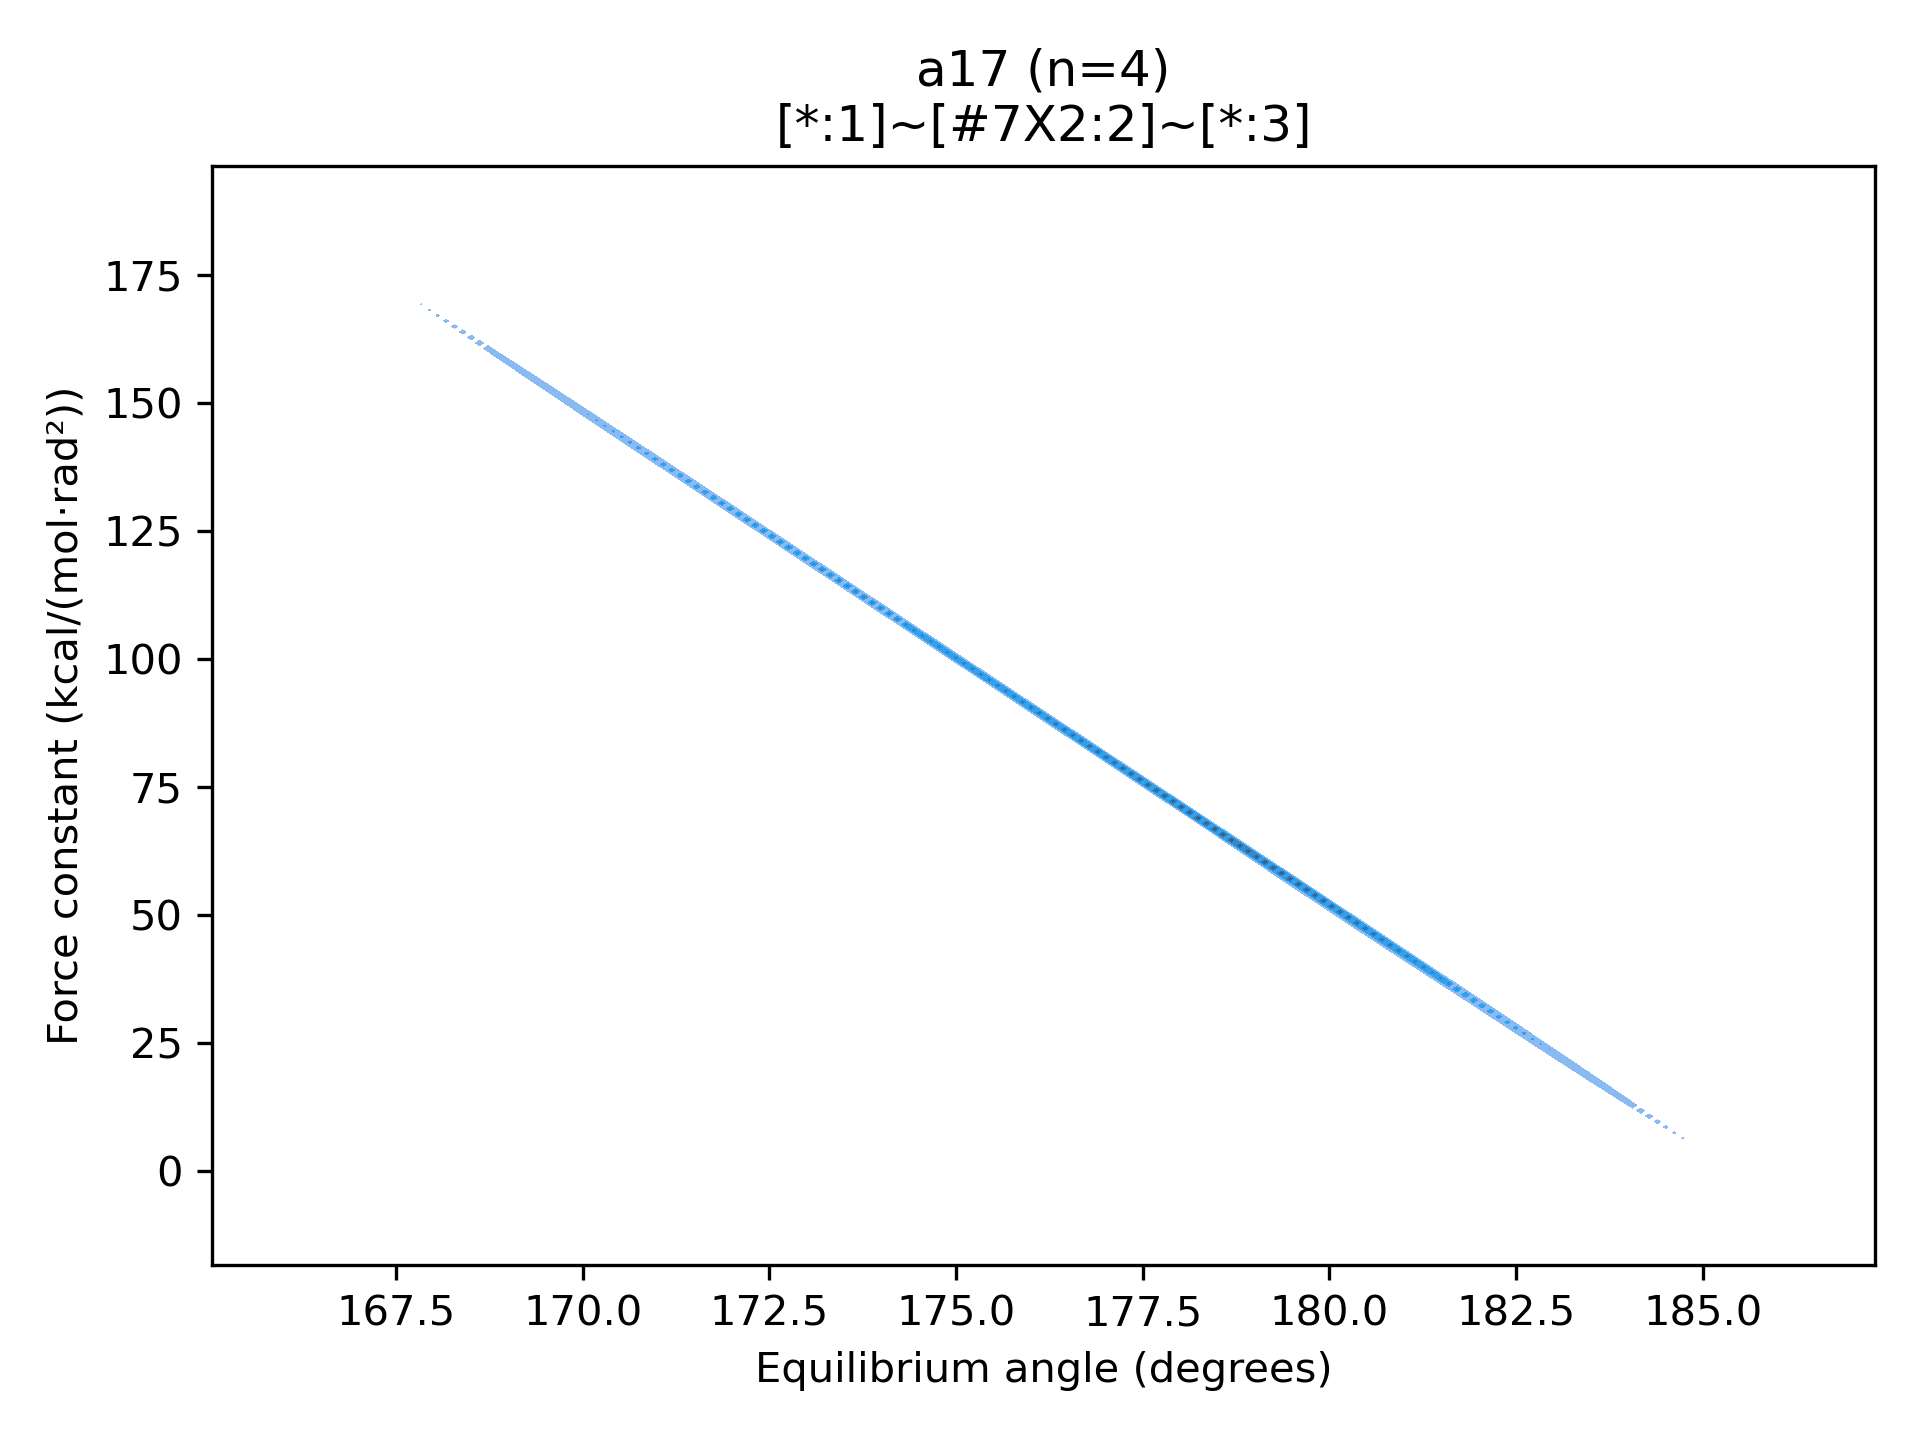 a17 (n=4)
[*:1]~[#7X2:2]~[*:3]
Force constant (kcal/(mol·rad²))
175
150
125
100
75
50
25
0
167.5 170.0 172.5 175.0 177.5 180.0 182.5 185.0
Equilibrium angle (degrees)